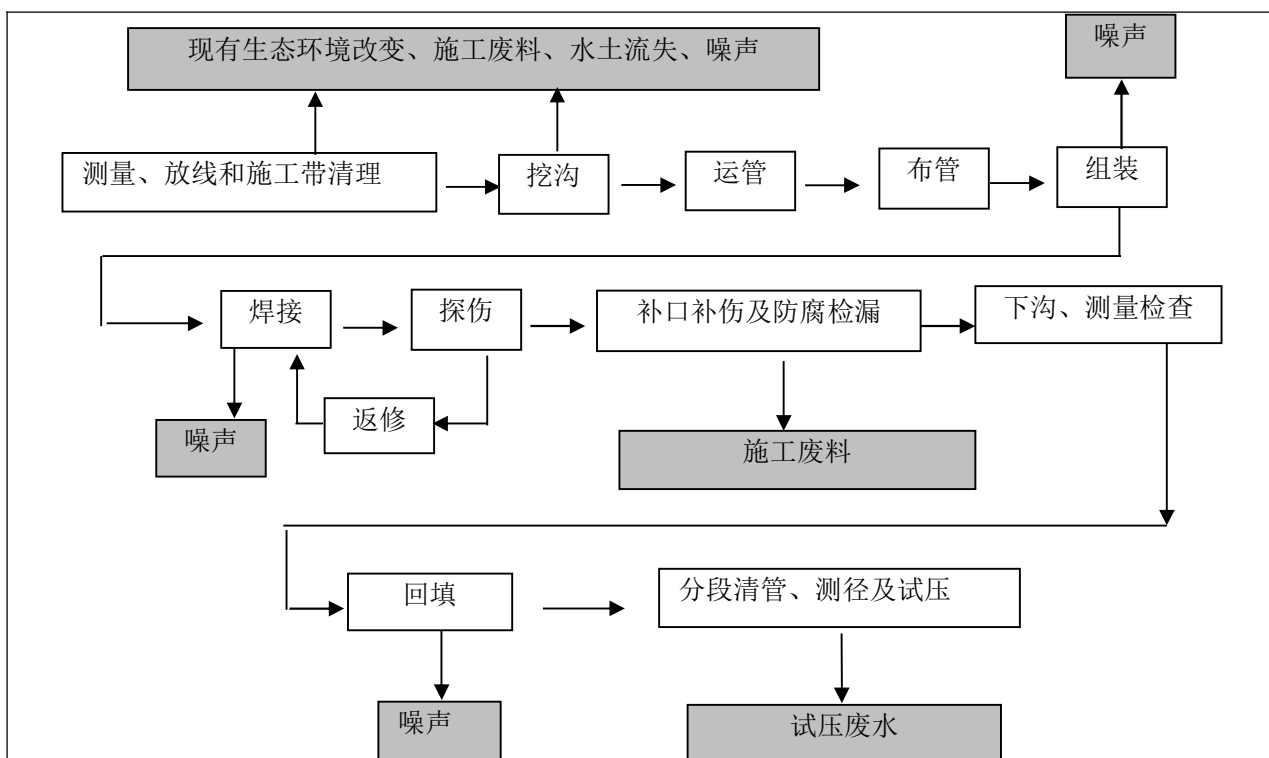 现有生态环境改变、施工废料、水土流失、噪声
噪声
测量、放线和施工带清理
挖沟
运管
布管
组装
焊接
探伤
补口补伤及防腐检漏
下沟、测量检查
返修
噪声
施工废料
回填
分段清管、测径及试压
噪声
试压废水